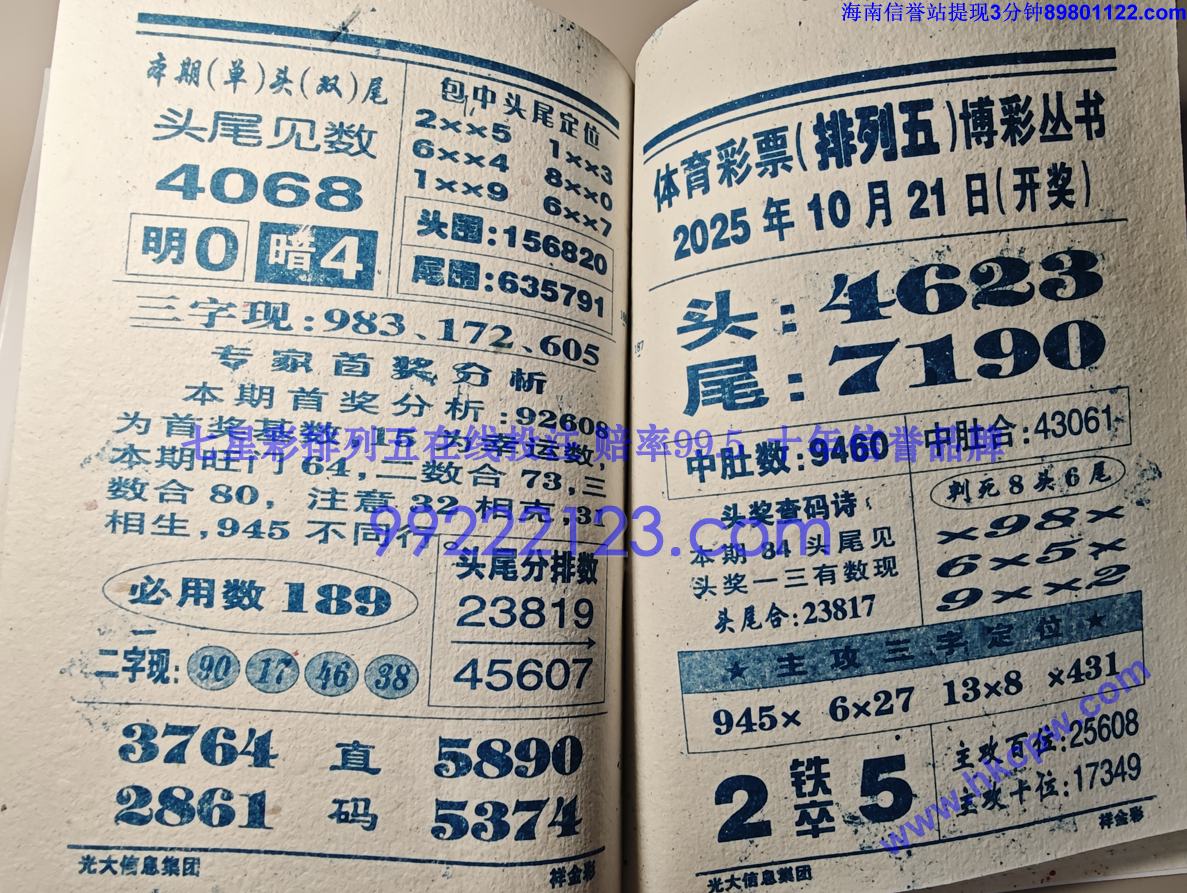 海南信誉站提现3分钟89801122.com
本期(单)头(双)尾
头尾见数
4068
明0 暗4
包中头尾定位
2××5 1××3
6××4 8××0
1××9 6××7
头围:156820
尾围:635791
三字现:983、172、605
专家首奖分析
本期首奖分析:92608
为首奖基数,15为幸运数,
本期旺门64,二数合73,三
数合80,注意32相克,31
相生,945不同行。
必用数189
二字现:90 17 46 38
头尾分排数
23819
45607
3764 直 5890
2861 码 5374
光大信息集团 祥金彩
187
体育彩票(排列五)博彩丛书
2025年10月21日(开奖)
头:4623
尾:7190
中肚数:9460
中肚合:43061
头奖查码诗:
本期84头尾见
头奖一三有数现
头尾合:23817
判死8头6尾
×98×
6×5×
9××2
★主攻三字定位★
945× 6×27 13×8 ×431
2铁卒5
主攻百位:25608
主攻十位:17349
光大信息集团 祥金彩
七星彩排列五在线投注 赔率99.5 十年信誉品牌
99222123.com
www.hkcpw.com